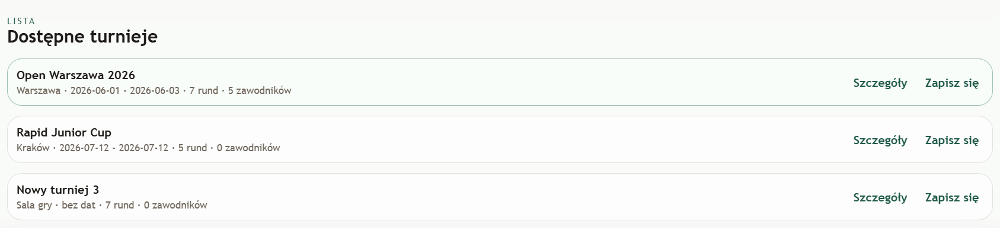 LISTA
Dostępne turnieje
Open Warszawa 2026
Warszawa · 2026-06-01 - 2026-06-03 · 7 rund · 5 zawodników
Szczegóły Zapisz się
Rapid Junior Cup
Kraków · 2026-07-12 - 2026-07-12 · 5 rund · 0 zawodników
Szczegóły Zapisz się
Nowy turniej 3
Sala gry · bez dat · 7 rund · 0 zawodników
Szczegóły Zapisz się